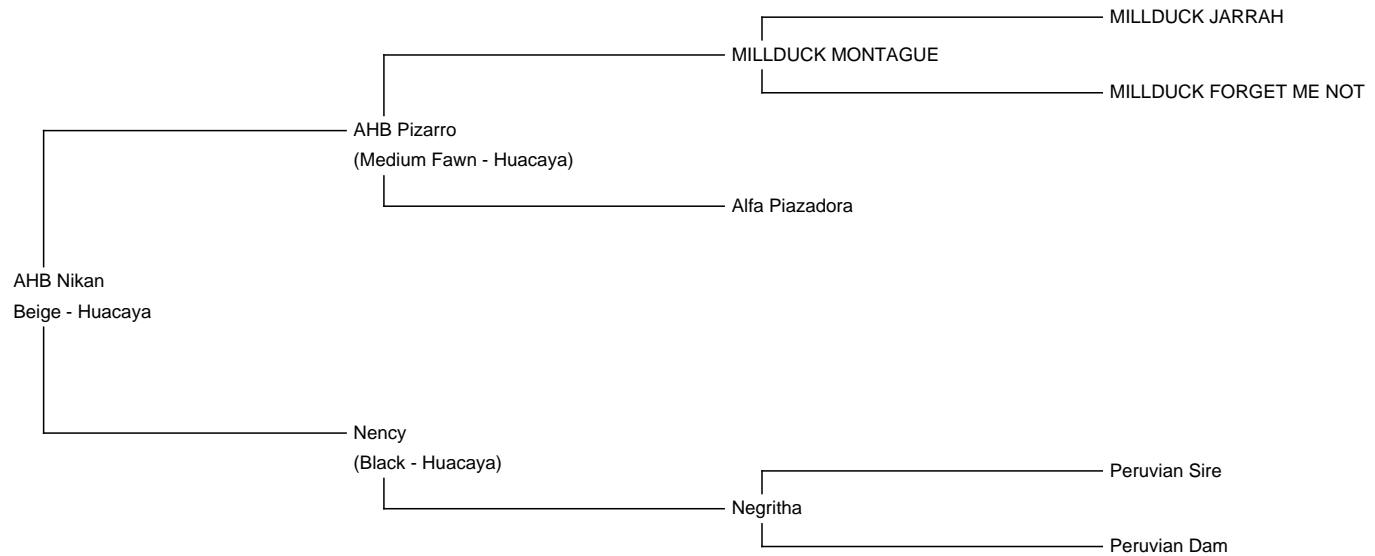 MILLDUCK JARRAH
MILLDUCK MONTAGUE
MILLDUCK FORGET ME NOT
AHB Pizarro
(Medium Fawn - Huacaya)
Alfa Piazadora
AHB Nikan
Beige - Huacaya
Nency
(Black - Huacaya)
Peruvian Sire
Negritha
Peruvian Dam